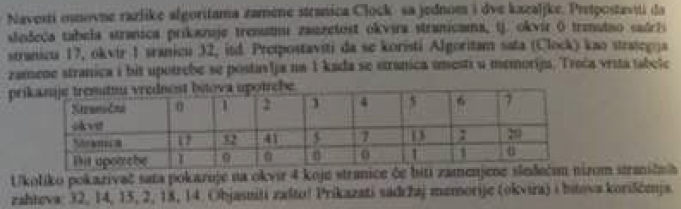 Navesti osnovne razlike algoritama zamene stranica Clock sa jednom i dve kazaljke. Pretpostaviti da
sledeća tabela stranica prikazuje trenutnu zauzetost okvira stranicama, tj. okvir 0 trenutno sadrži
stranicu 17, okvir 1 stranicu 32, itd. Pretpostaviti da se koristi Algoritam sata (Clock) kao strategija
zamene stranica i bit upotrebe se postavlja na 1 kada se stranica smesti u memoriju. Treća vrsta tabele
prikazuje trenutnu vrednost bitova upotrebe.
Stranični okvir 0 1 2 3 4 5 6 7
Stranica 17 32 41 5 7 13 2 20
Bit upotrebe 1 0 0 0 0 1 1 0
Ukoliko pokazivač sata pokazuje na okvir 4 koje stranice će biti zamenjene sledećim nizom straničnih
zahteva: 32, 14, 15, 2, 18, 14. Objasniti zašto! Prikazati sadržaj memorije (okvira) i bitova korišćenja.